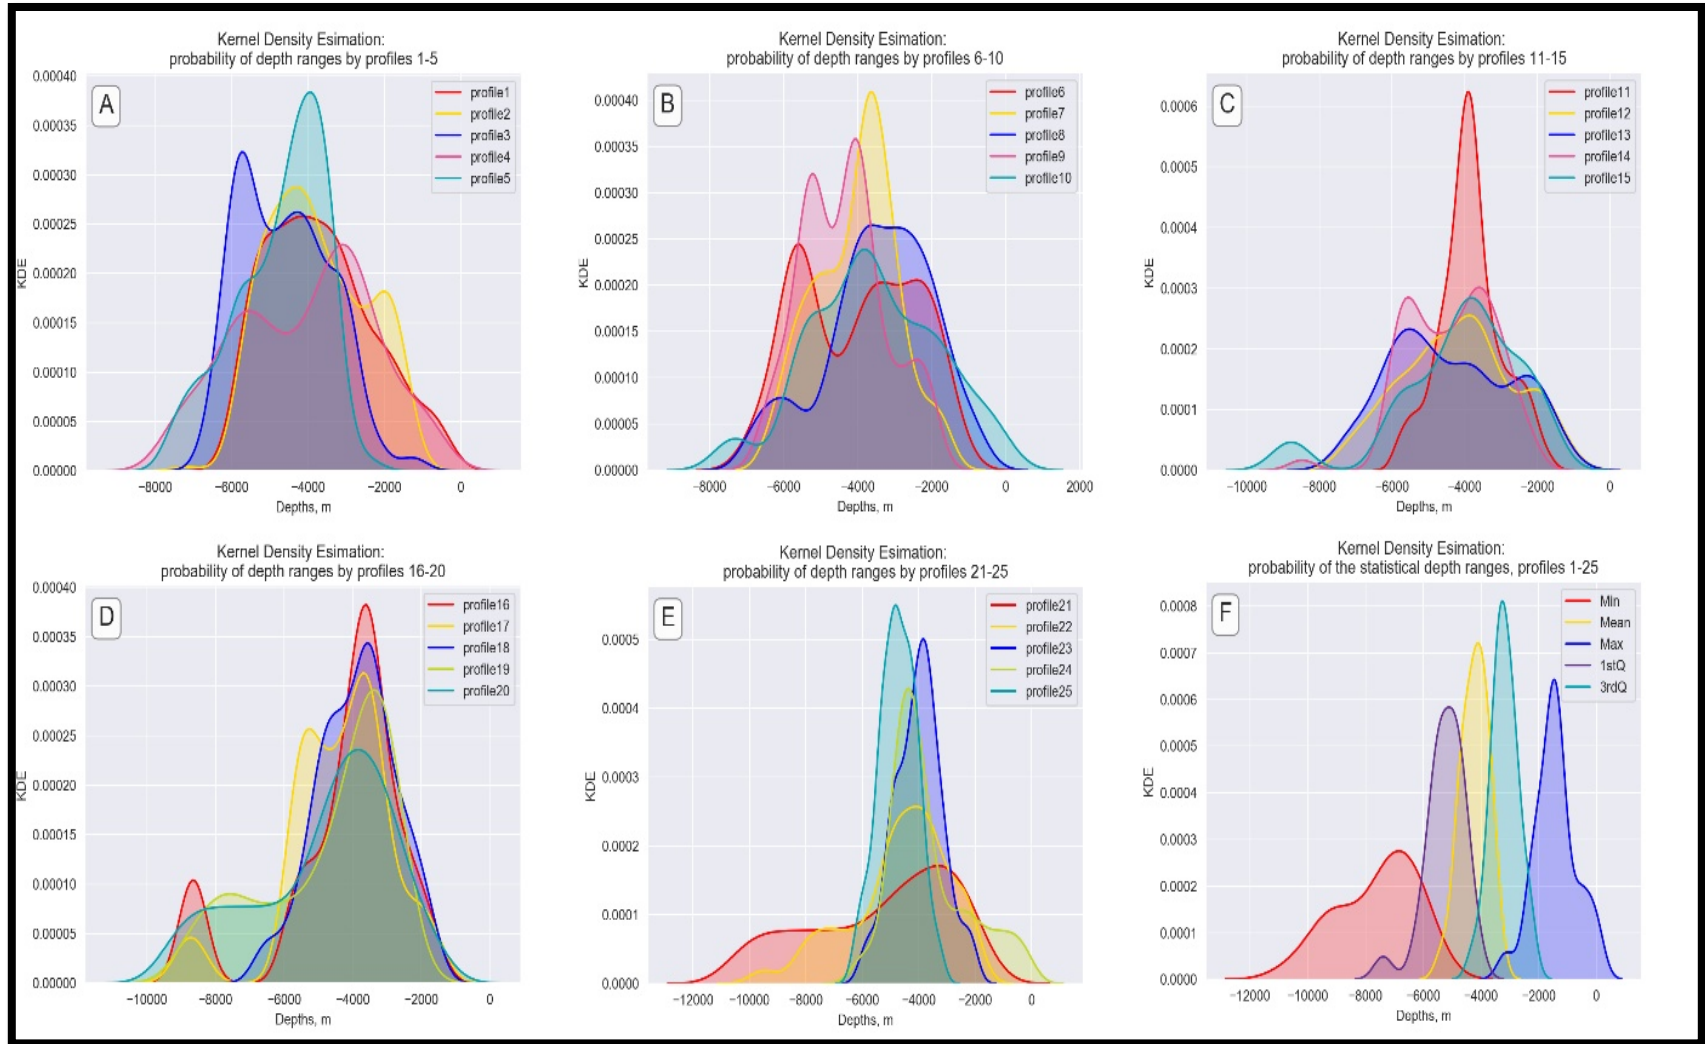 Kernel Density Esimation:
probability of depth ranges by profiles 1-5
A
profile1
profile2
profile3
profile4
profile5
0.00040
0.00035
0.00030
0.00025
0.00020
0.00015
0.00010
0.00005
0.00000
KDE
−8000 −6000 −4000 −2000 0
Depths, m
Kernel Density Esimation:
probability of depth ranges by profiles 6-10
B
profile6
profile7
profile8
profile9
profile10
0.00040
0.00035
0.00030
0.00025
0.00020
0.00015
0.00010
0.00005
0.00000
KDE
−8000 −6000 −4000 −2000 0 2000
Depths, m
Kernel Density Esimation:
probability of depth ranges by profiles 11-15
C
profile11
profile12
profile13
profile14
profile15
0.0006
0.0005
0.0004
0.0003
0.0002
0.0001
0.0000
KDE
−10000 −8000 −6000 −4000 −2000 0
Depths, m
Kernel Density Esimation:
probability of depth ranges by profiles 16-20
D
profile16
profile17
profile18
profile19
profile20
0.00040
0.00035
0.00030
0.00025
0.00020
0.00015
0.00010
0.00005
0.00000
KDE
−10000 −8000 −6000 −4000 −2000 0
Depths, m
Kernel Density Esimation:
probability of depth ranges by profiles 21-25
E
profile21
profile22
profile23
profile24
profile25
0.0005
0.0004
0.0003
0.0002
0.0001
0.0000
KDE
−12000 −10000 −8000 −6000 −4000 −2000 0
Depths, m
Kernel Density Esimation:
probability of the statistical depth ranges, profiles 1-25
F
Min
Mean
Max
1stQ
3rdQ
0.0008
0.0007
0.0006
0.0005
0.0004
0.0003
0.0002
0.0001
0.0000
KDE
−12000 −10000 −8000 −6000 −4000 −2000 0
Depths, m